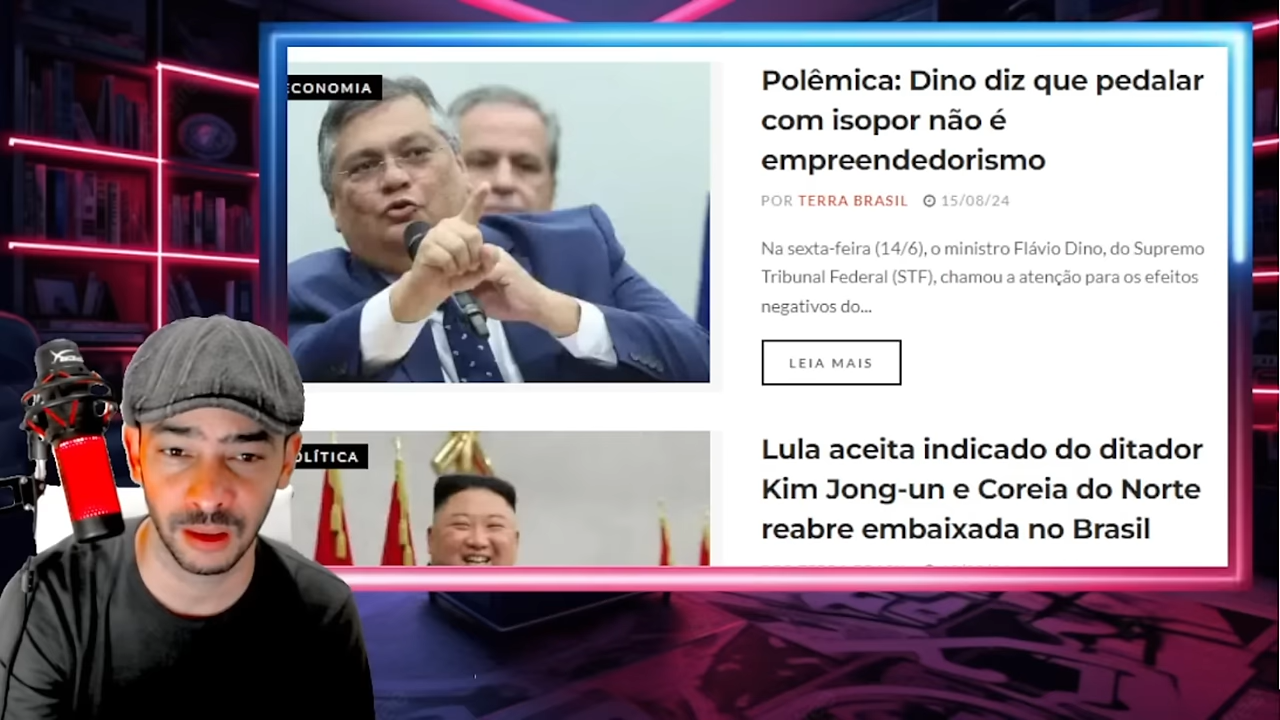 ECONOMIA
Polêmica: Dino diz que pedalar
com isopor não é
empreendedorismo
POR TERRA BRASIL 15/08/24
Na sexta-feira (14/6), o ministro Flávio Dino, do Supremo
Tribunal Federal (STF), chamou a atenção para os efeitos
negativos do...
LEIA MAIS
OLÍTICA
Lula aceita indicado do ditador
Kim Jong-un e Coreia do Norte
reabre embaixada no Brasil